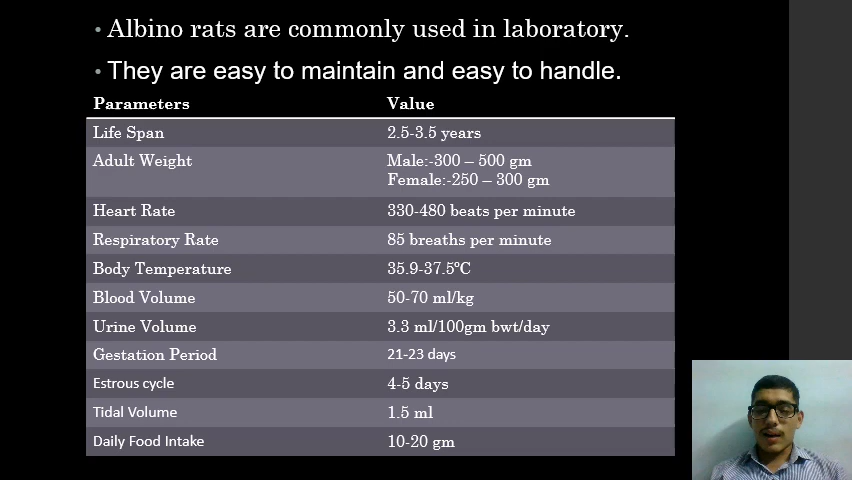 • Albino rats are commonly used in laboratory.
• They are easy to maintain and easy to handle.
Parameters Value
Life Span 2.5-3.5 years
Adult Weight Male:-300 – 500 gm
Female:-250 – 300 gm
Heart Rate 330-480 beats per minute
Respiratory Rate 85 breaths per minute
Body Temperature 35.9-37.5ºC
Blood Volume 50-70 ml/kg
Urine Volume 3.3 ml/100gm bwt/day
Gestation Period 21-23 days
Estrous cycle 4-5 days
Tidal Volume 1.5 ml
Daily Food Intake 10-20 gm